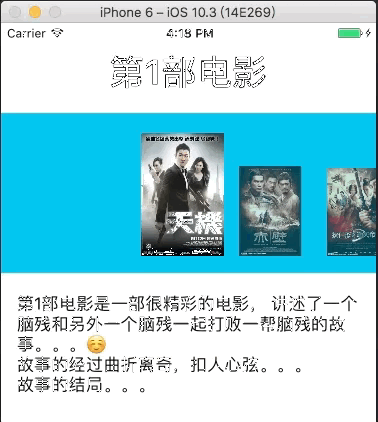 iPhone 6 – iOS 10.3 (14E269)
Carrier 4:18 PM
第1部电影
天機
赤壁
第1部电影是一部很精彩的电影， 讲述了一个
脑残和另外一个脑残一起打败一帮脑残的故
事。。。☺️
故事的经过曲折离奇，扣人心弦。。。
故事的结局。。。